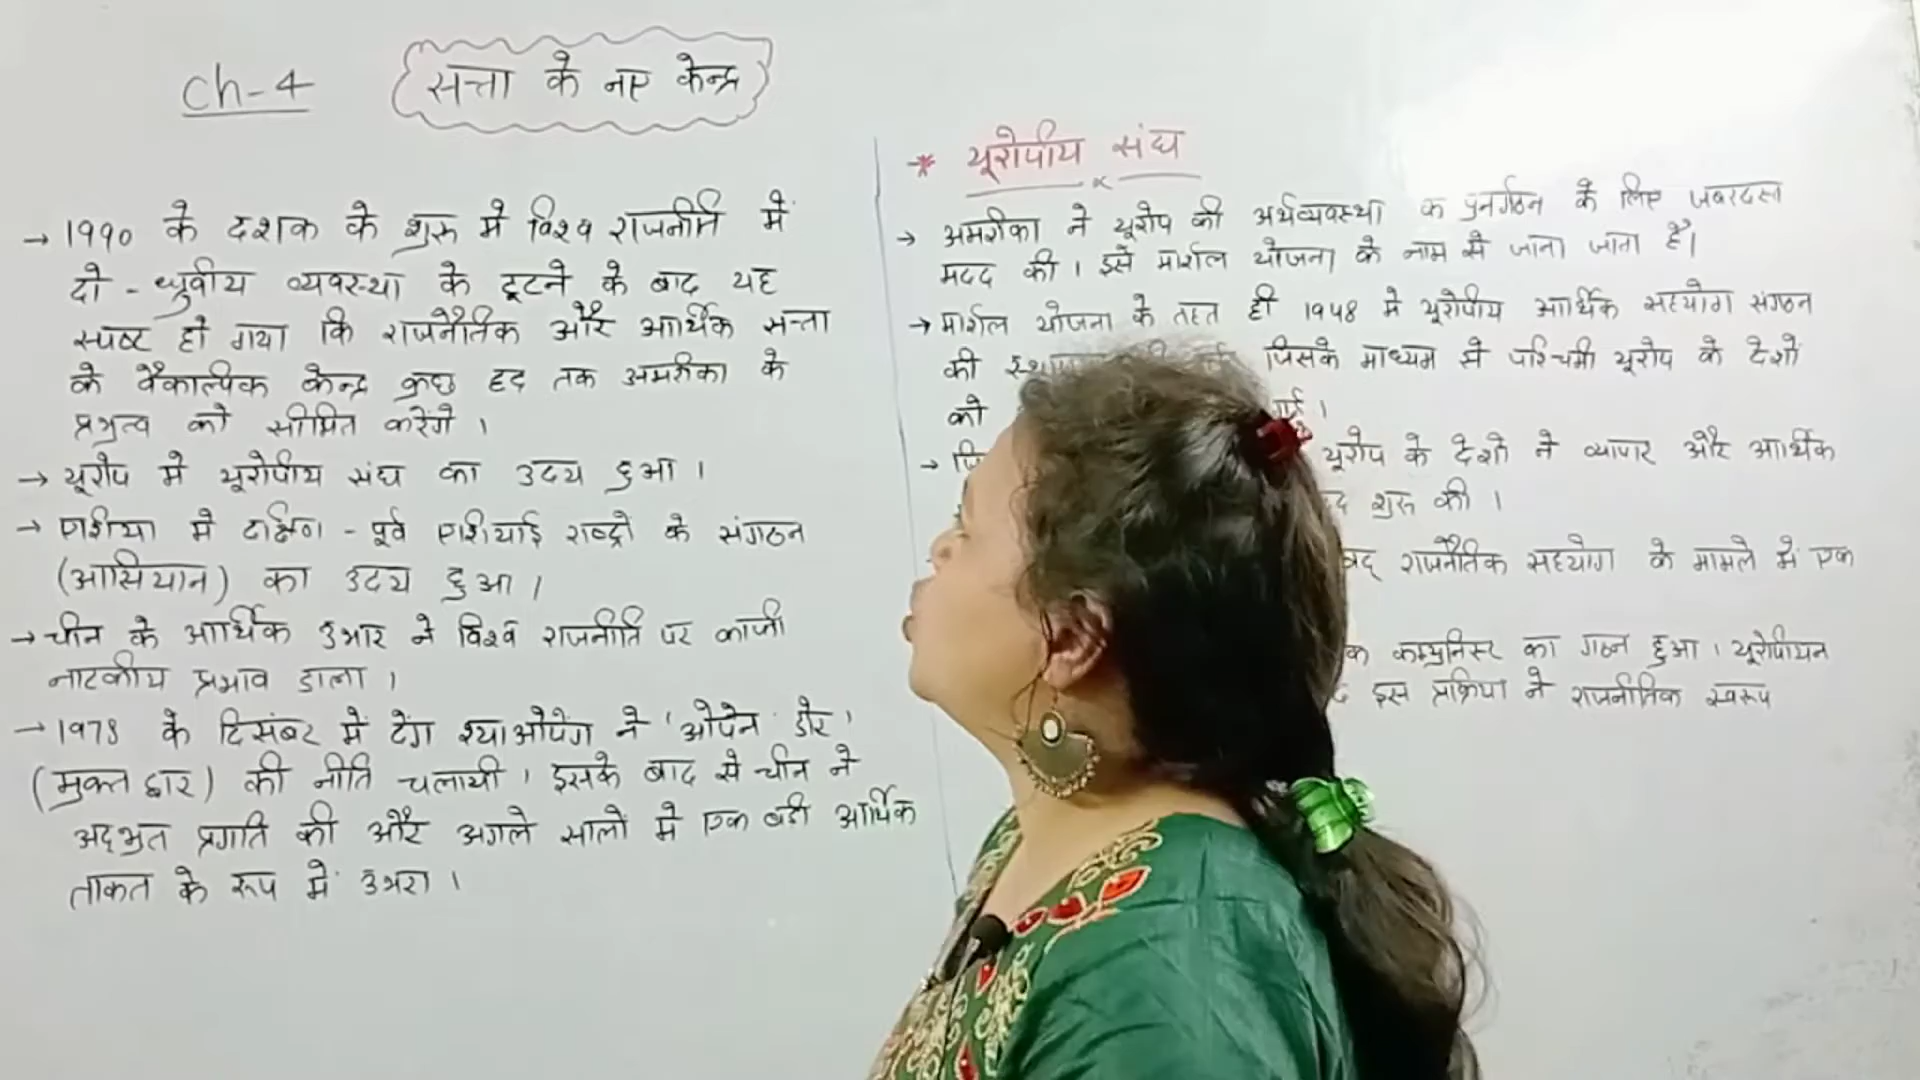 Ch-4
सत्ता के नए केन्द्र
→ 1990 के दशक के शुरू मे विश्व राजनीति में
दो - ध्रुवीय व्यवस्था के टूटने के बाद यह
स्पष्ट हो गया कि राजनैतिक और आर्थिक सत्ता
के वैकाल्पिक केन्द्र कुछ हद तक अमरीका के
प्रभुत्व को सीमित करेगे ।
→ यूरोप मे यूरोपीय संघ का उदय हुआ ।
→ एशिया मे दक्षिण - पूर्व एशियाई राष्ट्रो के संगठन
(आसियान) का उदय हुआ ।
→ चीन के आर्थिक उभार ने विश्व राजनीति पर काफी
नाटकीय प्रभाव डाला ।
→ 1978 के दिसंबर में देंग श्याओपेंग ने 'ओपेन डोर'
(मुक्त द्वार) की नीति चलायी । इसके बाद से चीन ने
अद्भुत प्रगति की और अगले सालो मे एक बडी आर्थिक
ताकत के रूप में उभरा ।
* यूरोपीय संघ
→ अमरीका ने यूरोप की अर्थव्यवस्था क पुनर्गठन के लिए जबरदस्त
मदद की । इसे मार्शल योजना के नाम से जाना जाता है।
→ मार्शल योजना के तहत ही 1948 मे यूरोपीय आर्थिक सहयोग संगठन
की जिसके माध्यम से पश्चिमी यूरोप के देशो
को गई ।
→ यूरोप के देशो ने व्यापार और आर्थिक
शुरू की ।
राजनैतिक सहयोग के मामले मे एक
कम्युनिस्ट का गठन हुआ । यूरोपीयन
इस प्रक्रिया ने राजनीतिक स्वरूप